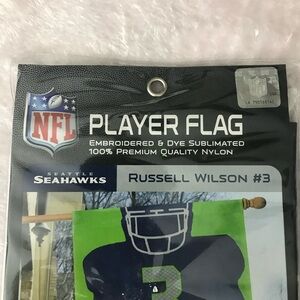 NFL
PLAYER FLAG
EMBROIDERED & DYE SUBLIMATED
100% PREMIUM QUALITY NYLON
SEATTLE
SEAHAWKS
RUSSELL WILSON #3